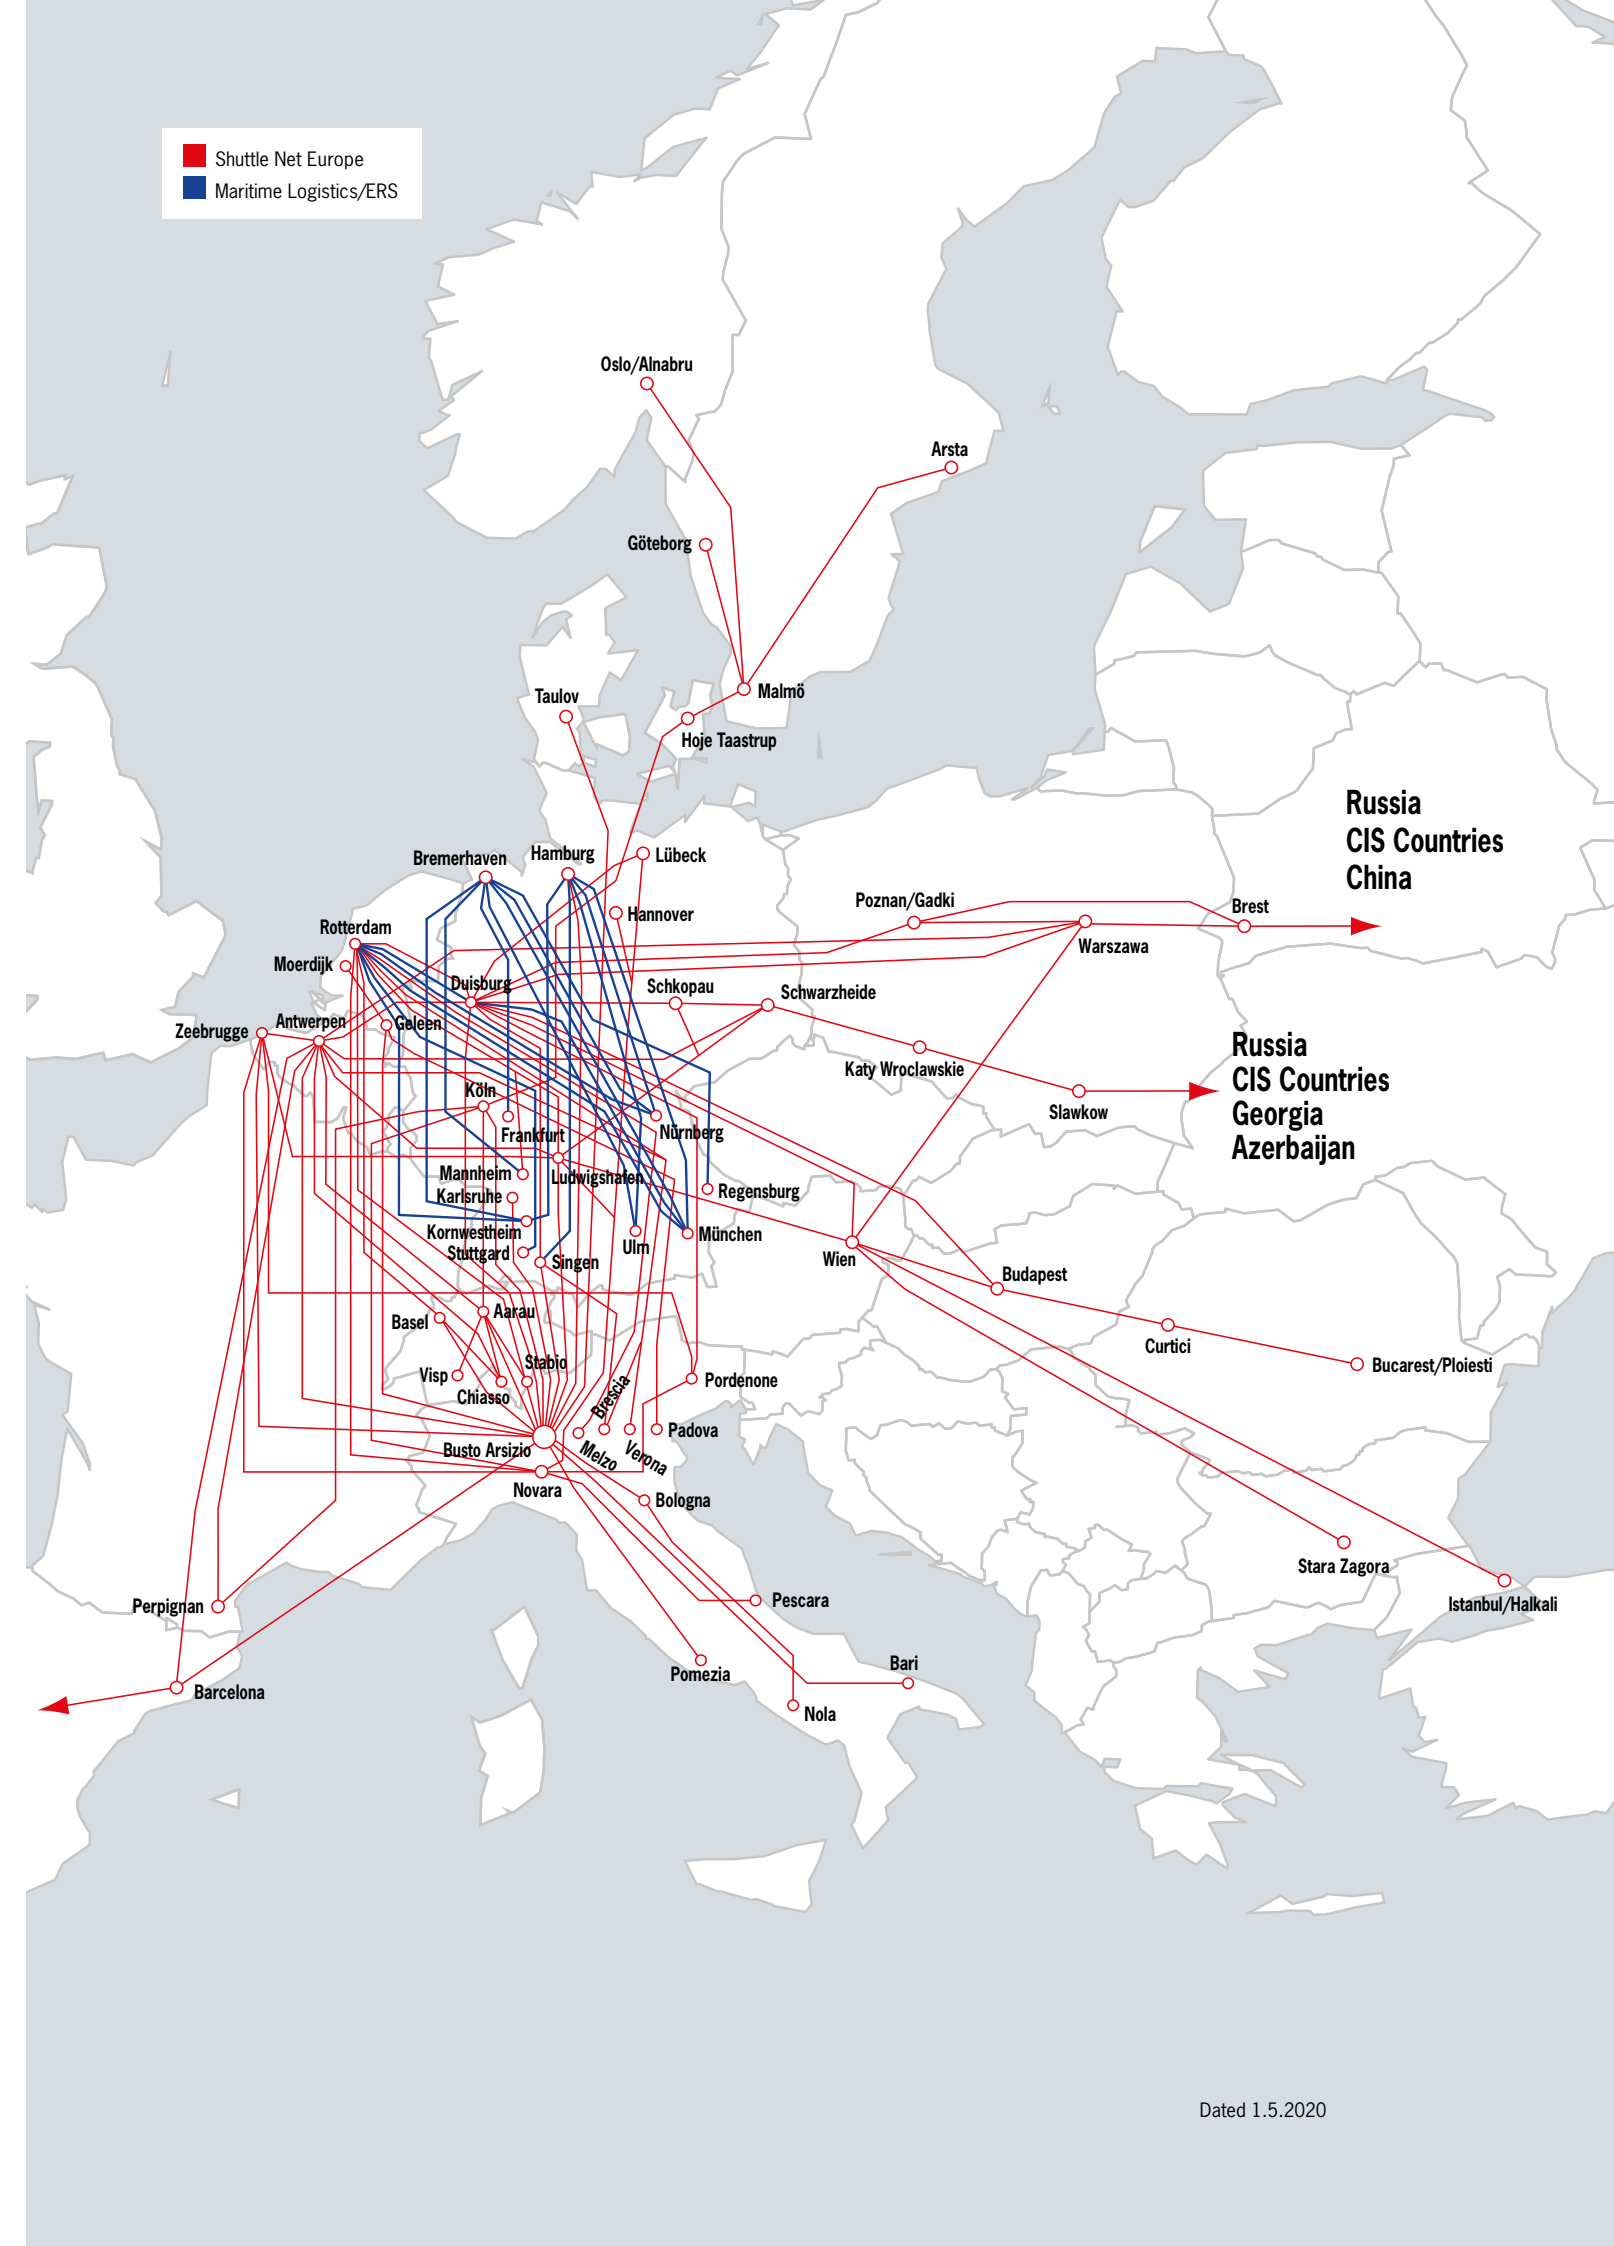 Shuttle Net Europe
Maritime Logistics/ERS
Oslo/Alnabru
Arsta
Göteborg
Taulov
Malmö
Hoje Taastrup
Russia
CIS Countries
China
Bremerhaven
Hamburg
Lübeck
Hannover
Poznan/Gadki
Brest
Warszawa
Rotterdam
Moerdijk
Duisburg
Schkopau
Schwarzheide
Zeebrugge
Antwerpen
Geleen
Katy Wroclawskie
Slawkow
Russia
CIS Countries
Georgia
Azerbaijan
Köln
Frankfurt
Nürnberg
Mannheim
Ludwigshafen
Karlsruhe
Regensburg
Kornwestheim
Stuttgard
Singen
Ulm
München
Wien
Budapest
Basel
Aarau
Curtici
Bucarest/Ploiesti
Visp
Stabio
Chiasso
Brescia
Pordenone
Busto Arsizio
Melzo
Verona
Padova
Novara
Bologna
Stara Zagora
Istanbul/Halkali
Perpignan
Pescara
Pomezia
Bari
Barcelona
Nola
Dated 1.5.2020